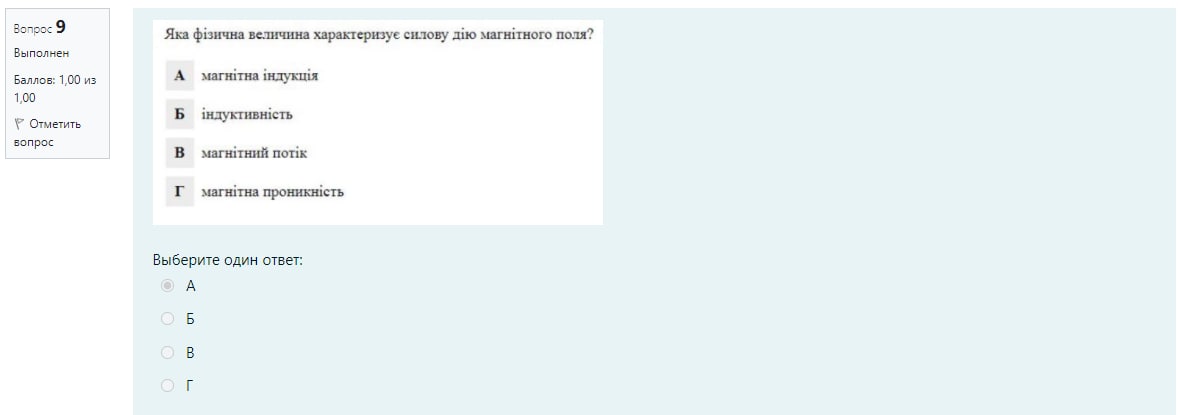 Вопрос 9
Выполнен
Баллов: 1,00 из
1,00
Отметить
вопрос
Яка фізична величина характеризує силову дію магнітного поля?
А магнітна індукція
Б індуктивність
В магнітний потік
Г магнітна проникність
Выберите один ответ:
А
Б
В
Г